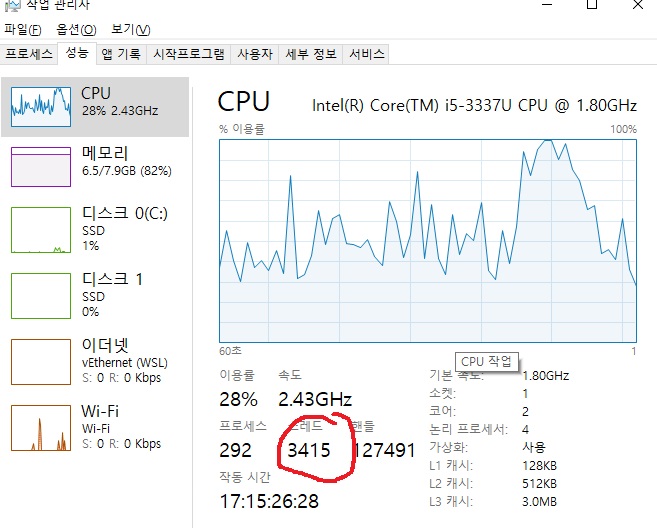 작업 관리자
파일(F) 옵션(O) 보기(V)
프로세스 성능 앱 기록 시작프로그램 사용자 세부 정보 서비스
CPU
28% 2.43GHz
메모리
6.5/7.9GB (82%)
디스크 0(C:)
SSD
1%
디스크 1
SSD
0%
이더넷
vEthernet (WSL)
S: 0 R: 0 Kbps
Wi-Fi
Wi-Fi
S: 0 R: 0 Kbps
CPU Intel(R) Core(TM) i5-3337U CPU @ 1.80GHz
% 이용률 100%
60초 1
CPU 작업
이용률 속도
28% 2.43GHz
프로세스 핸들
292 3415 127491
작동 시간
17:15:26:28
기본 속도: 1.80GHz
소켓: 1
코어: 2
논리 프로세서: 4
가상화: 사용
L1 캐시: 128KB
L2 캐시: 512KB
L3 캐시: 3.0MB